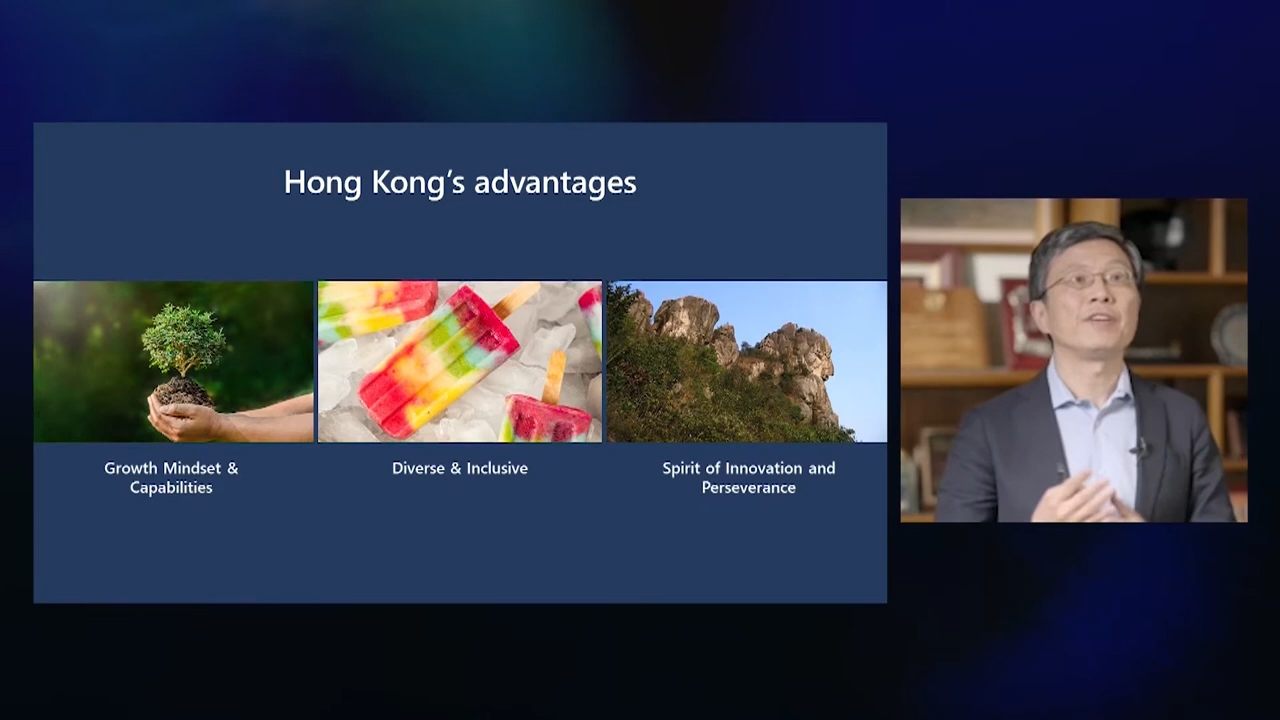 Hong Kong's advantages
Growth Mindset &
Capabilities
Diverse & Inclusive
Spirit of Innovation and
Perseverance